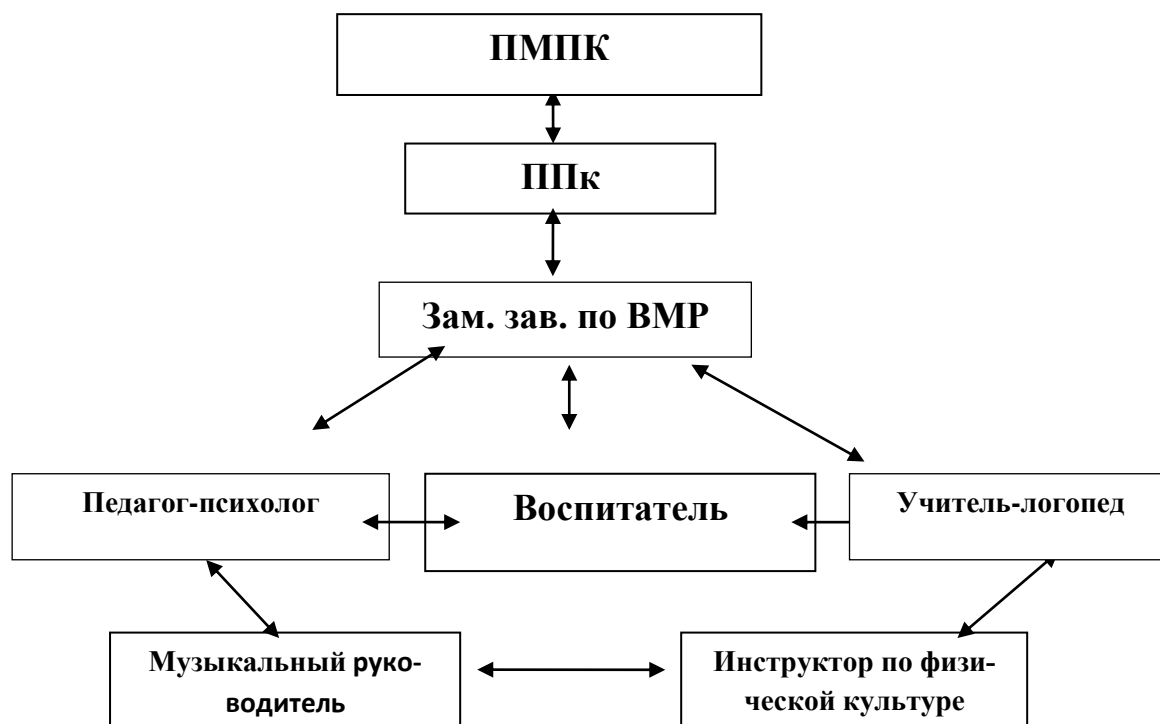 ПМПК
ППк
Зам. зав. по ВМР
Педагог-психолог
Воспитатель
Учитель-логопед
Музыкальный руко-
водитель
Инструктор по физи-
ческой культуре